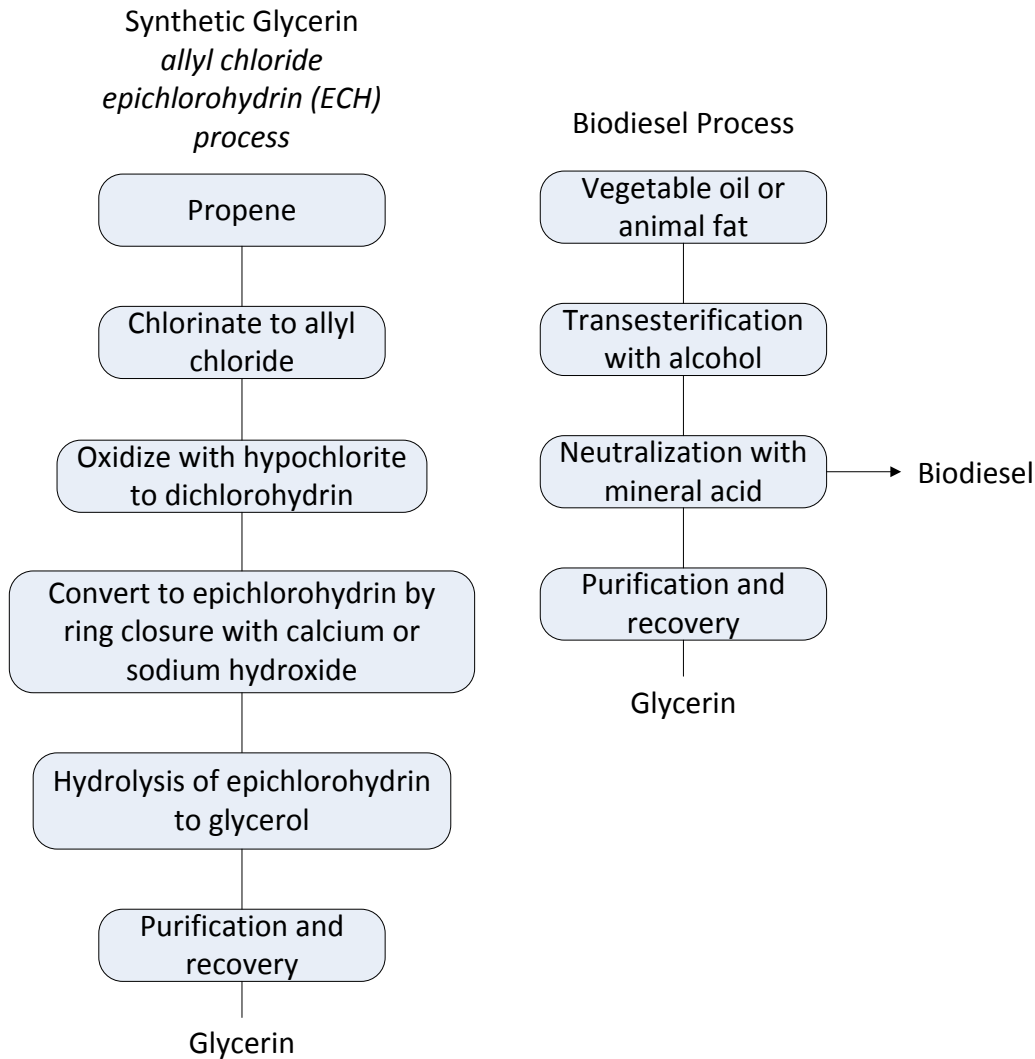 Synthetic Glycerin
allyl chloride
epichlorohydrin (ECH)
process
Propene
Chlorinate to allyl
chloride
Oxidize with hypochlorite
to dichlorohydrin
Convert to epichlorohydrin by
ring closure with calcium or
sodium hydroxide
Hydrolysis of epichlorohydrin
to glycerol
Purification and
recovery
Glycerin
Biodiesel Process
Vegetable oil or
animal fat
Transesterification
with alcohol
Neutralization with
mineral acid
Biodiesel
Purification and
recovery
Glycerin